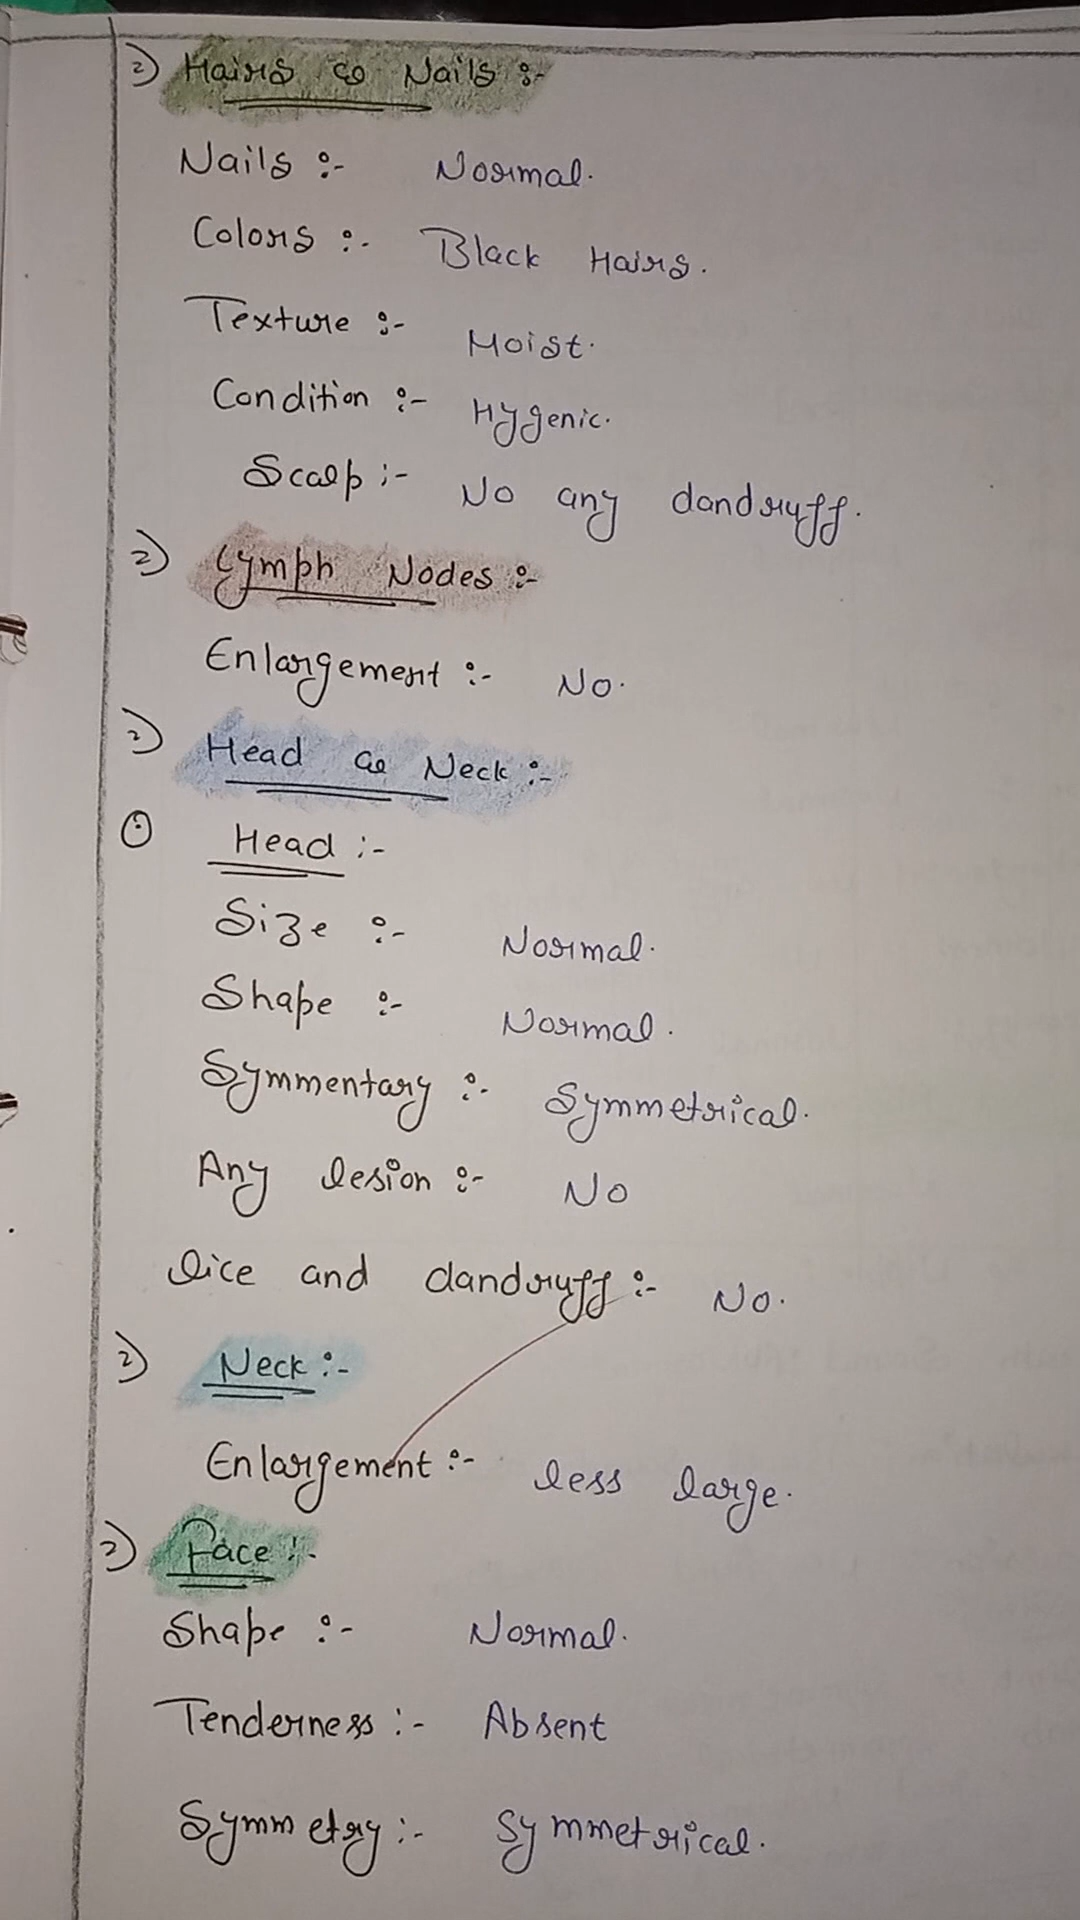 2) Hairs & Nails :-
Nails :- Normal.
Colors :- Black Hairs.
Texture :- Moist.
Condition :- Hygenic.
Scalp :- No any dandruff.
2) Lymph Nodes :-
Enlargement :- No.
2) Head & Neck :-
Head :-
Size :- Normal.
Shape :- Normal.
Symmentary :- Symmetrical.
Any lesion :- No
lice and dandruff :- No.
2) Neck :-
Enlargement :- less large.
2) Face :-
Shape :- Normal.
Tenderness :- Absent
Symmetry :- Symmetrical.